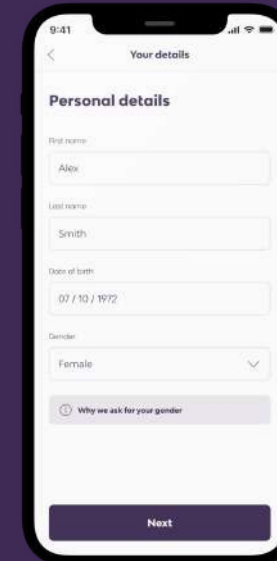 9:41
Your details
Personal details
First name
Alex
Last name
Smith
Date of birth
07 / 10 / 1972
Gender
Female
Why we ask for your gender
Next